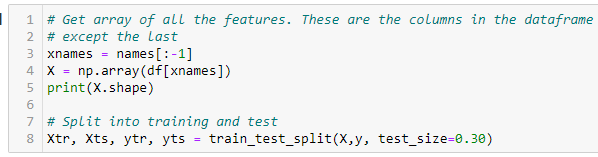 1 # Get array of all the features. These are the columns in the dataframe
2 # except the last
3 xnames = names[:-1]
4 X = np.array(df[xnames])
5 print(X.shape)
6
7 # Split into training and test
8 Xtr, Xts, ytr, yts = train_test_split(X,y, test_size=0.30)